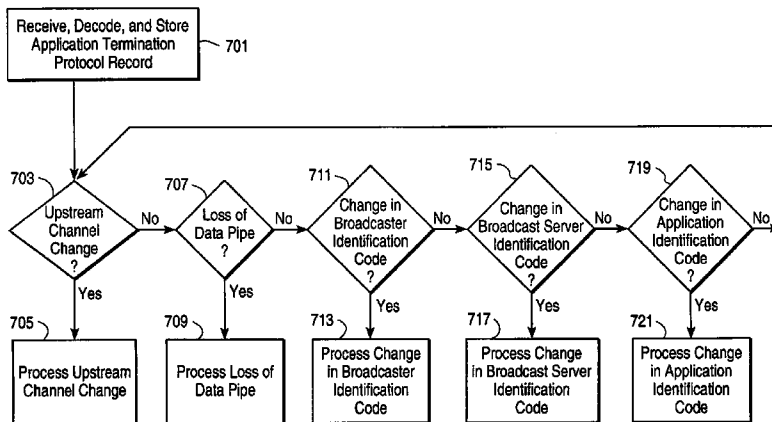 Receive, Decode, and Store
Application Termination
Protocol Record
701
703
Upstream
Channel
Change
?
No
Yes
705
Process Upstream
Channel Change
707
Loss of
Data Pipe
?
No
Yes
709
Process Loss of
Data Pipe
711
Change in
Broadcaster
Identification
Code
?
No
Yes
713
Process Change
in Broadcaster
Identification
Code
715
Change in
Broadcast Server
Identification
Code
?
No
Yes
717
Process Change
in Broadcast Server
Identification
Code
719
Change in
Application
Identification
Code
?
No
Yes
721
Process Change
in Application
Identification
Code